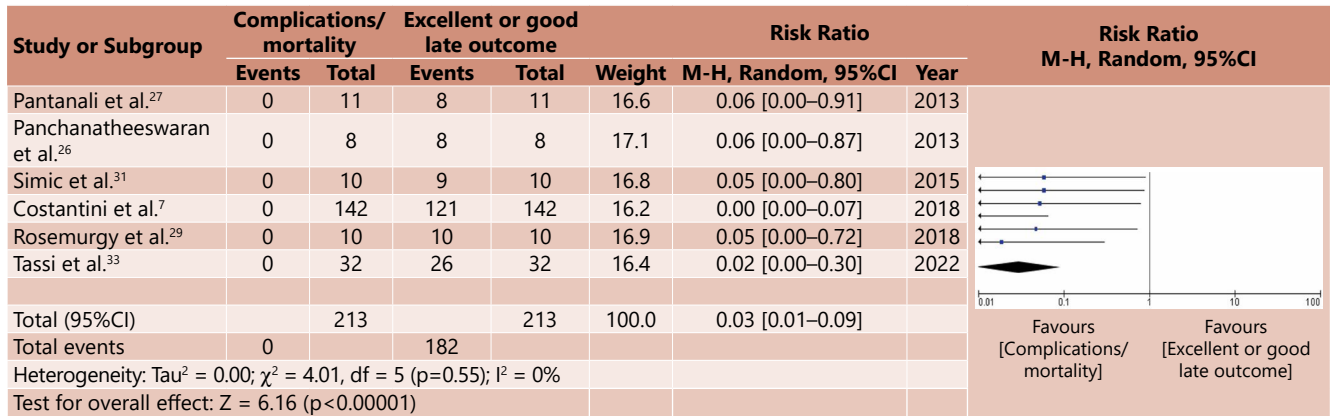 Study or Subgroup Complications/ mortality Excellent or good late outcome Risk Ratio Risk Ratio M-H, Random, 95%CI
Events Total Events Total Weight M-H, Random, 95%CI Year
Pantanali et al.27 0 11 8 11 16.6 0.06 [0.00–0.91] 2013
Panchanatheeswaran et al.26 0 8 8 8 17.1 0.06 [0.00–0.87] 2013
Simic et al.31 0 10 9 10 16.8 0.05 [0.00–0.80] 2015
Costantini et al.7 0 142 121 142 16.2 0.00 [0.00–0.07] 2018
Rosemurgy et al.29 0 10 10 10 16.9 0.05 [0.00–0.72] 2018
Tassi et al.33 0 32 26 32 16.4 0.02 [0.00–0.30] 2022
Total (95%CI) 213 213 100.0 0.03 [0.01–0.09]
Total events 0 182
Heterogeneity: Tau² = 0.00; χ² = 4.01, df = 5 (p=0.55); I² = 0%
Test for overall effect: Z = 6.16 (p<0.00001)
0.01 0.1 1 10 100
Favours [Complications/ mortality]
Favours [Excellent or good late outcome]